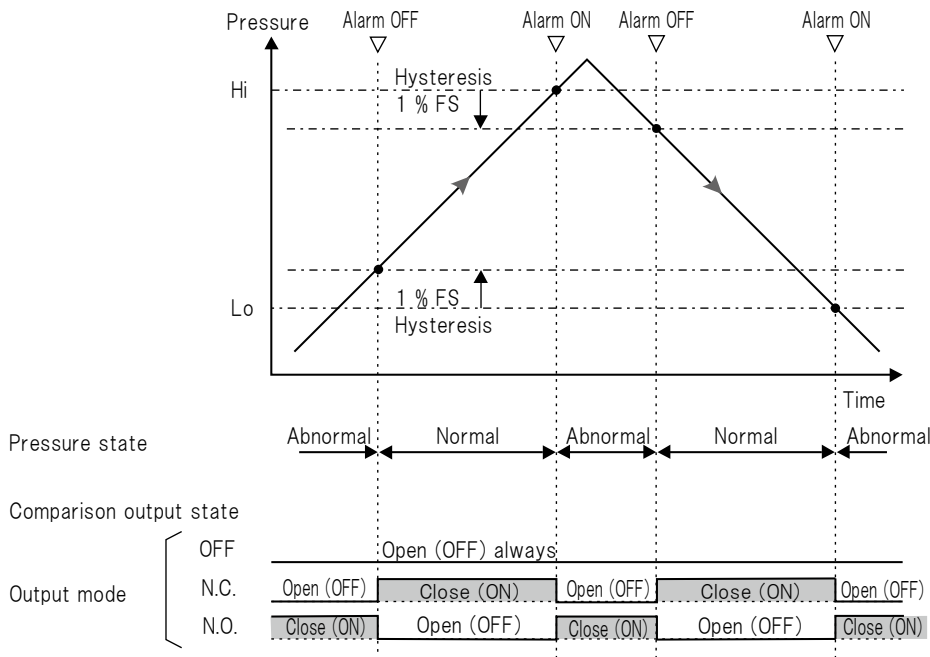 Pressure Alarm OFF Alarm ON Alarm OFF Alarm ON
Hi
Hysteresis
1 % FS
1 % FS
Lo
Hysteresis
Time
Pressure state Abnormal Normal Abnormal Normal Abnormal
Comparison output state
OFF Open (OFF) always
Output mode N.C. Open (OFF) Close (ON) Open (OFF) Close (ON) Open (OFF)
N.O. Close (ON) Open (OFF) Close (ON) Open (OFF) Close (ON)